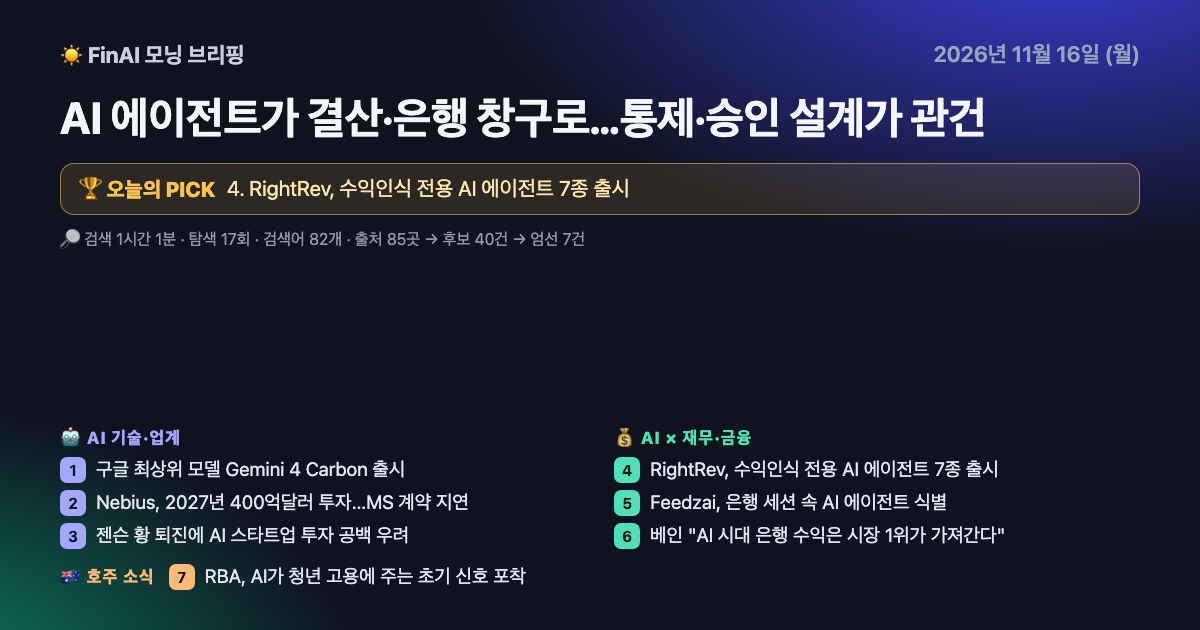 ☀️ FinAI 모닝 브리핑
2026년 11월 16일 (월)
AI 에이전트가 결산·은행 창구로...통제·승인 설계가 관건
🏆 오늘의 PICK 4. RightRev, 수익인식 전용 AI 에이전트 7종 출시
🔎 검색 1시간 1분 · 탐색 17회 · 검색어 82개 · 출처 85곳 → 후보 40건 → 엄선 7건
🤖 AI 기술·업계
1 구글 최상위 모델 Gemini 4 Carbon 출시
2 Nebius, 2027년 400억달러 투자...MS 계약 지연
3 젠슨 황 퇴진에 AI 스타트업 투자 공백 우려
💰 AI × 재무·금융
4 RightRev, 수익인식 전용 AI 에이전트 7종 출시
5 Feedzai, 은행 세션 속 AI 에이전트 식별
6 베인 "AI 시대 은행 수익은 시장 1위가 가져간다"
🇦🇺 호주 소식 7 RBA, AI가 청년 고용에 주는 초기 신호 포착